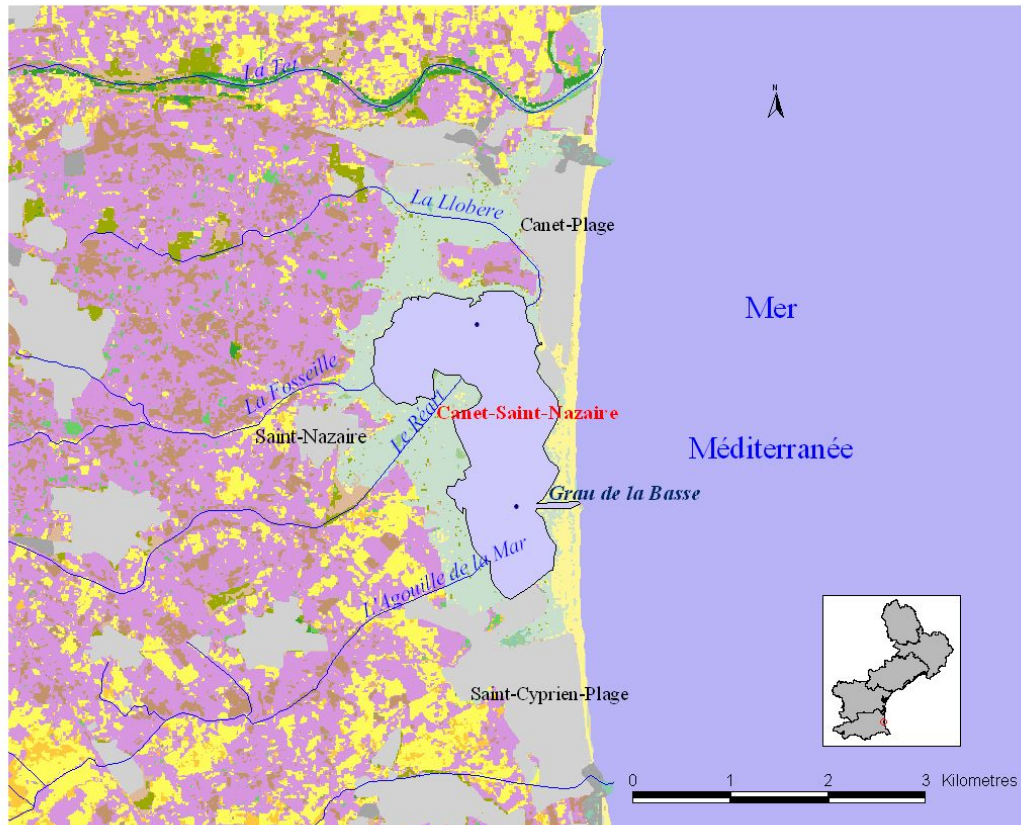 La Tet
N
La Llobere
Canet-Plage
Mer
La Fosseille
Le Réart
Canet-Saint-Nazaire
Saint-Nazaire
Méditerranée
Grau de la Basse
L'Agouille de la Mar
Saint-Cyprien-Plage
0 1 2 3 Kilometres